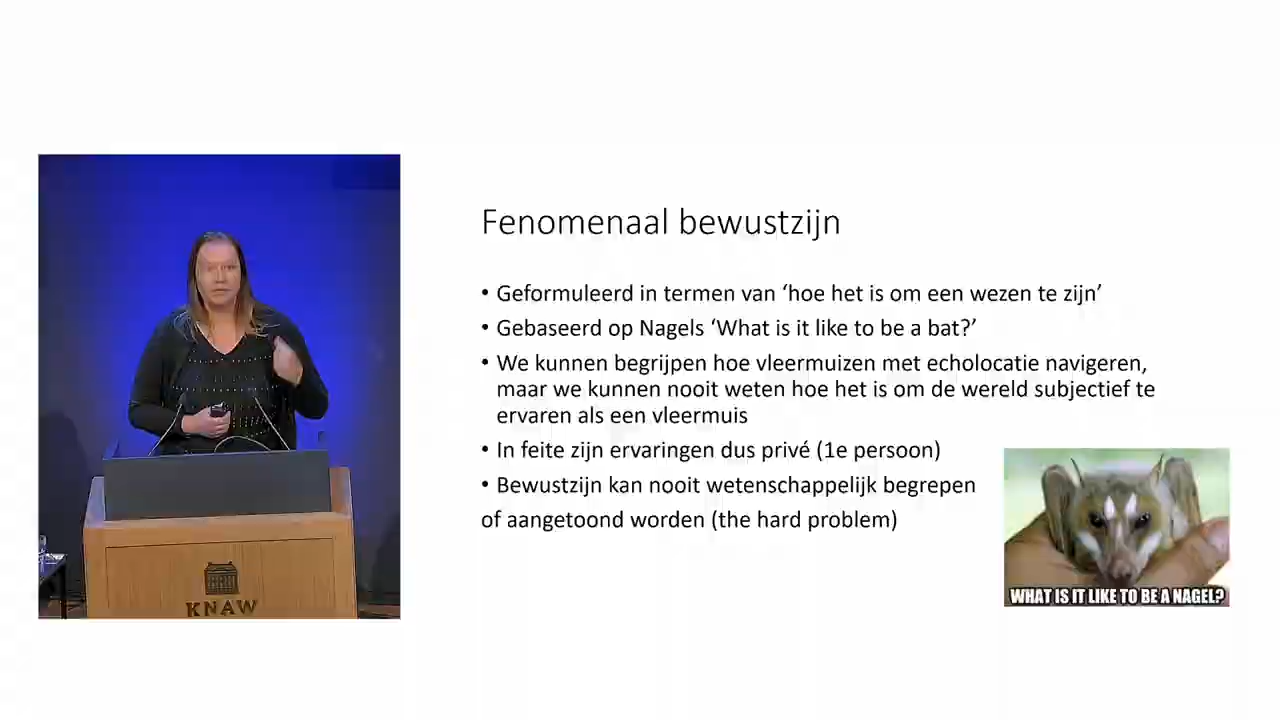 Fenomenaal bewustzijn
• Geformuleerd in termen van ‘hoe het is om een wezen te zijn’
• Gebaseerd op Nagels ‘What is it like to be a bat?’
• We kunnen begrijpen hoe vleermuizen met echolocatie navigeren,
maar we kunnen nooit weten hoe het is om de wereld subjectief te
ervaren als een vleermuis
• In feite zijn ervaringen dus privé (1e persoon)
• Bewustzijn kan nooit wetenschappelijk begrepen
of aangetoond worden (the hard problem)
WHAT IS IT LIKE TO BE A NAGEL?
KNAW